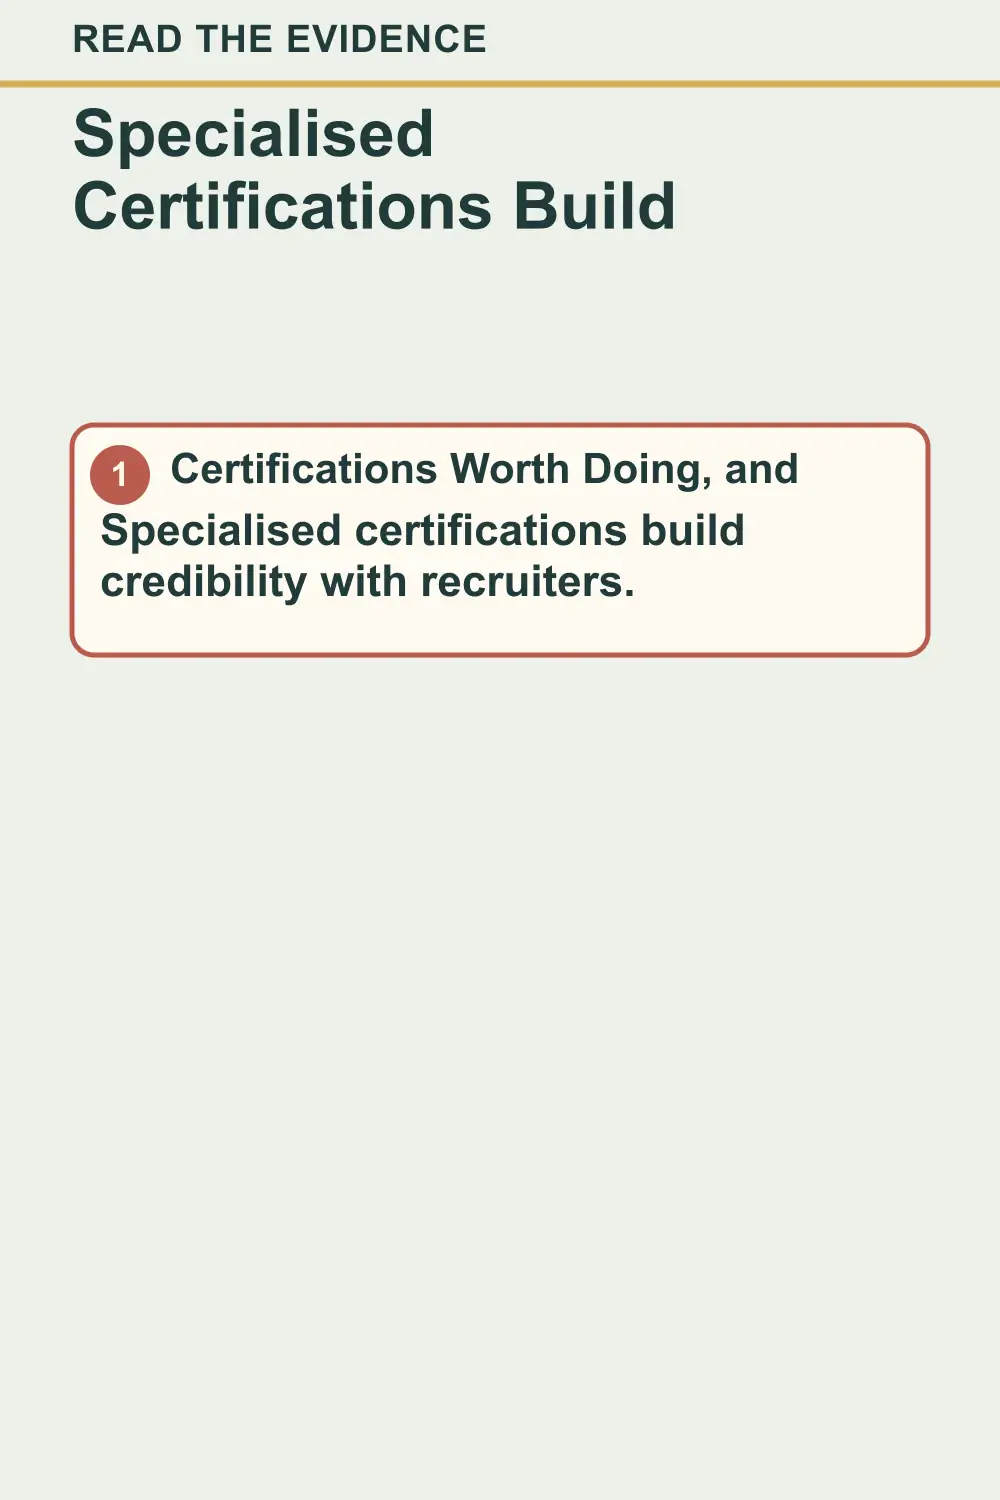 READ THE EVIDENCE
Specialised
Certifications Build
1 Certifications Worth Doing, and
Specialised certifications build
credibility with recruiters.